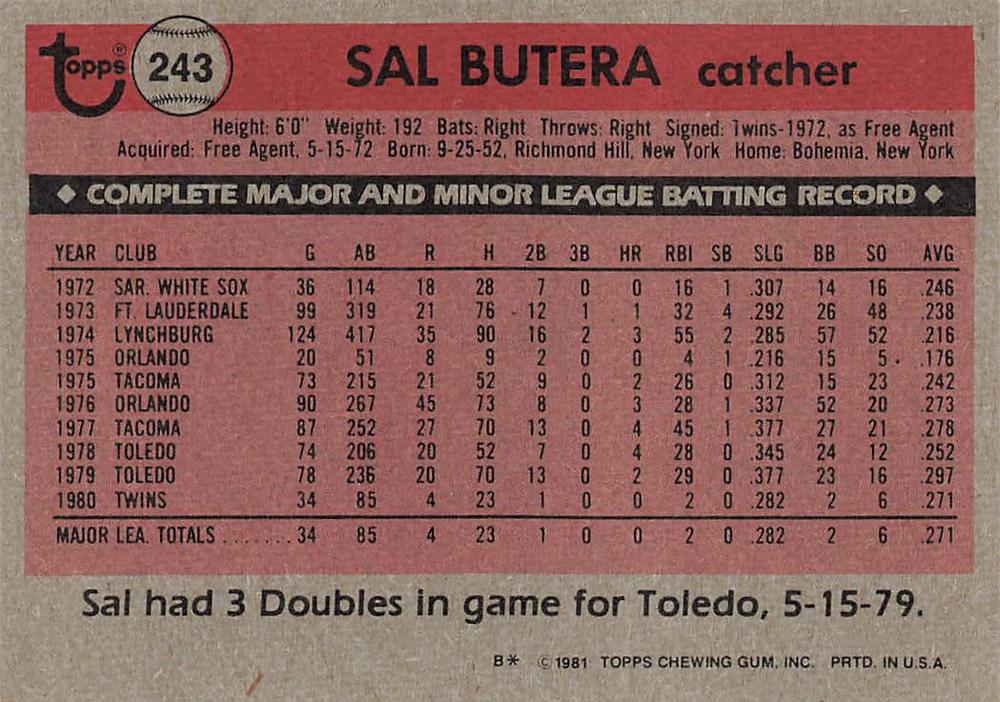 topps® 243 SAL BUTERA catcher
Height: 6'0" Weight: 192 Bats: Right Throws: Right Signed: Twins-1972, as Free Agent
Acquired: Free Agent, 5-15-72 Born: 9-25-52, Richmond Hill, New York Home: Bohemia, New York
◆ COMPLETE MAJOR AND MINOR LEAGUE BATTING RECORD ◆
YEAR CLUB G AB R H 2B 3B HR RBI SB SLG BB SO AVG
1972 SAR. WHITE SOX 36 114 18 28 7 0 0 16 1 .307 14 16 .246
1973 FT. LAUDERDALE 99 319 21 76 12 1 1 32 4 .292 26 48 .238
1974 LYNCHBURG 124 417 35 90 16 2 3 55 2 .285 57 52 .216
1975 ORLANDO 20 51 8 9 2 0 0 4 1 .216 15 5 .176
1975 TACOMA 73 215 21 52 9 0 2 26 0 .312 15 23 .242
1976 ORLANDO 90 267 45 73 8 0 3 28 1 .337 52 20 .273
1977 TACOMA 87 252 27 70 13 0 4 45 1 .377 27 21 .278
1978 TOLEDO 74 206 20 52 7 0 4 28 0 .345 24 12 .252
1979 TOLEDO 78 236 20 70 13 0 2 29 0 .377 23 16 .297
1980 TWINS 34 85 4 23 1 0 0 2 0 .282 2 6 .271
MAJOR LEA. TOTALS ....... 34 85 4 23 1 0 0 2 0 .282 2 6 .271
Sal had 3 Doubles in game for Toledo, 5-15-79.
B* ©1981 TOPPS CHEWING GUM, INC. PRTD. IN U.S.A.